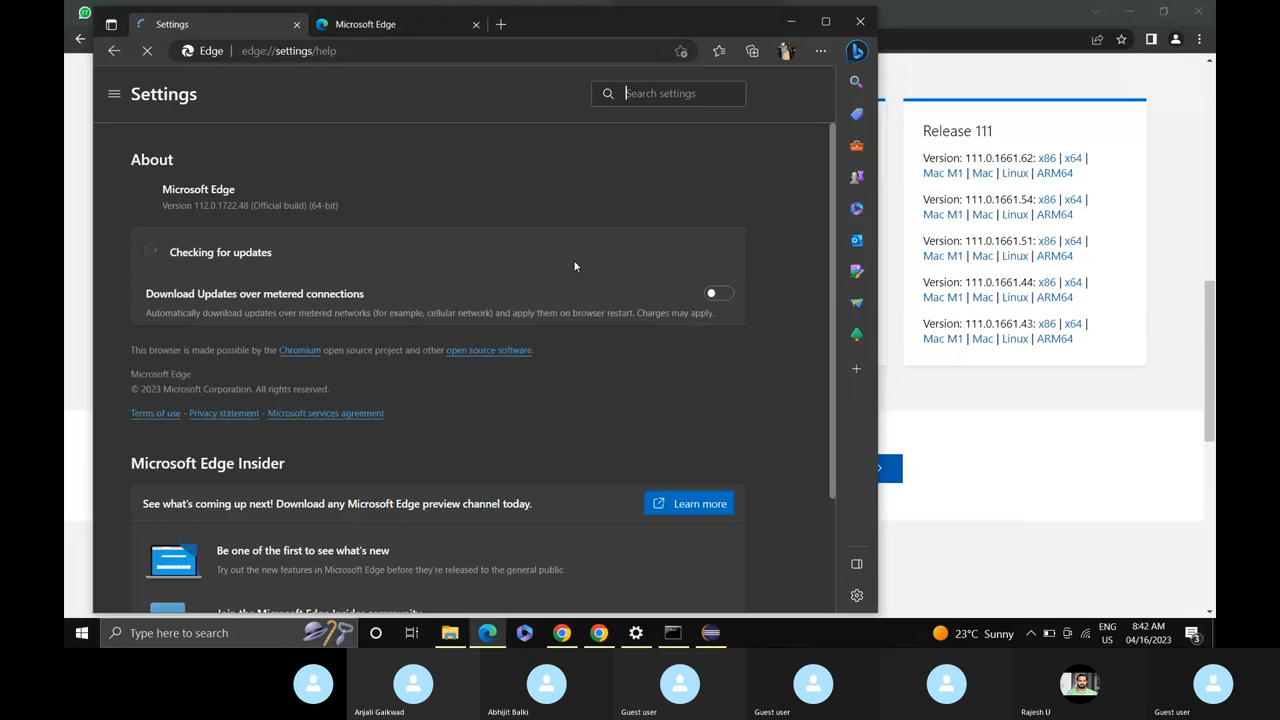 Settings
Microsoft Edge
Edge
edge://settings/help
Settings
Search settings
About
Microsoft Edge
Version 112.0.1722.48 (Official build) (64-bit)
Checking for updates
Download Updates over metered connections
Automatically download updates over metered networks (for example, cellular network) and apply them on browser restart. Charges may apply.
This browser is made possible by the Chromium open source project and other open source software.
Microsoft Edge
© 2023 Microsoft Corporation. All rights reserved.
Terms of use - Privacy statement - Microsoft services agreement
Microsoft Edge Insider
See what's coming up next! Download any Microsoft Edge preview channel today.
Learn more
Be one of the first to see what's new
Try out the new features in Microsoft Edge before they're released to the general public.
Join the Microsoft Edge Insider community
Release 111
Version: 111.0.1661.62: x86 | x64 |
Mac M1 | Mac | Linux | ARM64
Version: 111.0.1661.54: x86 | x64 |
Mac M1 | Mac | Linux | ARM64
Version: 111.0.1661.51: x86 | x64 |
Mac M1 | Mac | Linux | ARM64
Version: 111.0.1661.44: x86 | x64 |
Mac M1 | Mac | Linux | ARM64
Version: 111.0.1661.43: x86 | x64 |
Mac M1 | Mac | Linux | ARM64
Type here to search
23°C Sunny
ENG
US
8:42 AM
04/16/2023
3
Anjali Gaikwad
Abhijit Balki
Guest user
Guest user
Rajesh U
Guest user